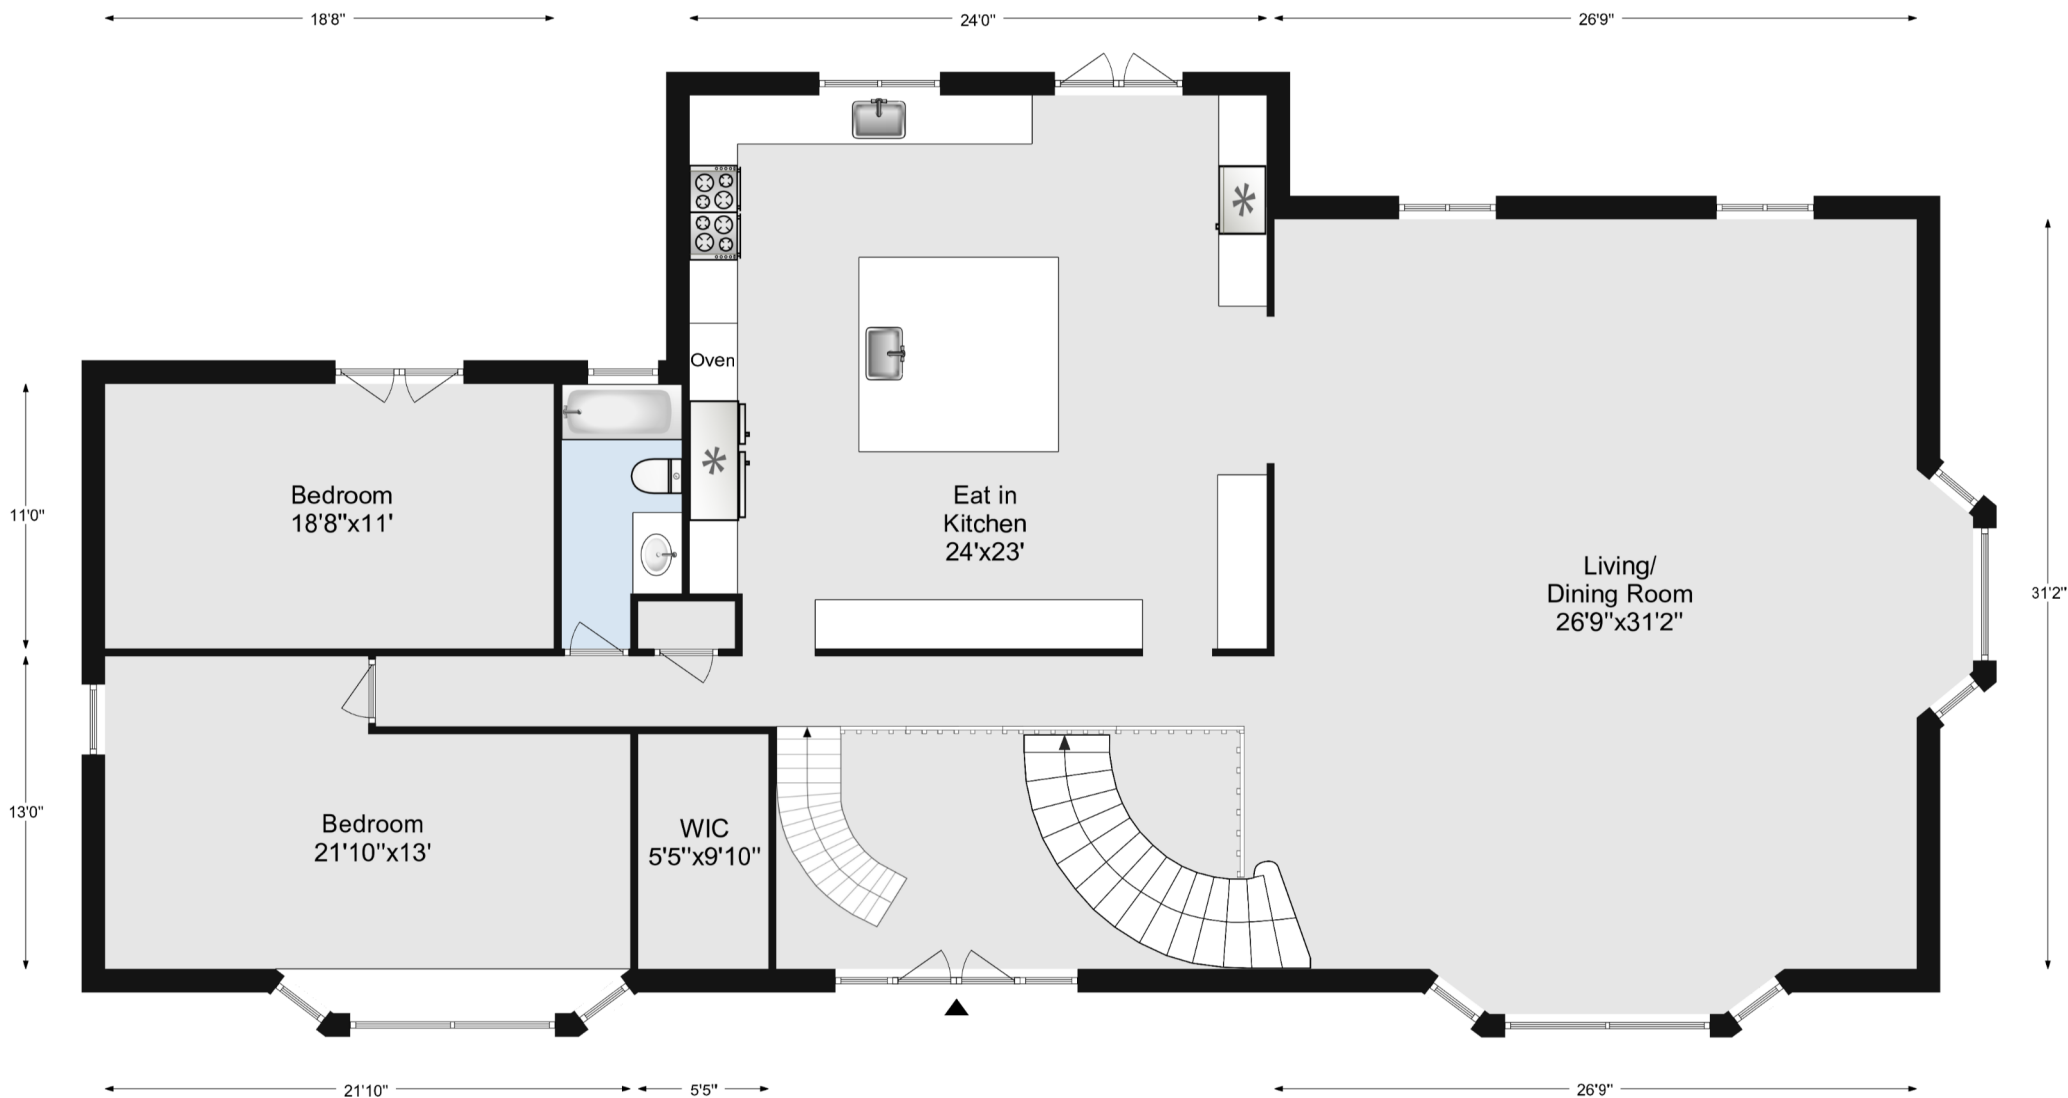 18'8"
24'0"
26'9"
Oven
Bedroom
18'8"x11'
11'0"
Eat in
Kitchen
24'x23'
Living/
Dining Room
26'9"x31'2"
31'2"
13'0"
Bedroom
21'10"x13'
WIC
5'5"x9'10"
21'10"
5'5"
26'9"